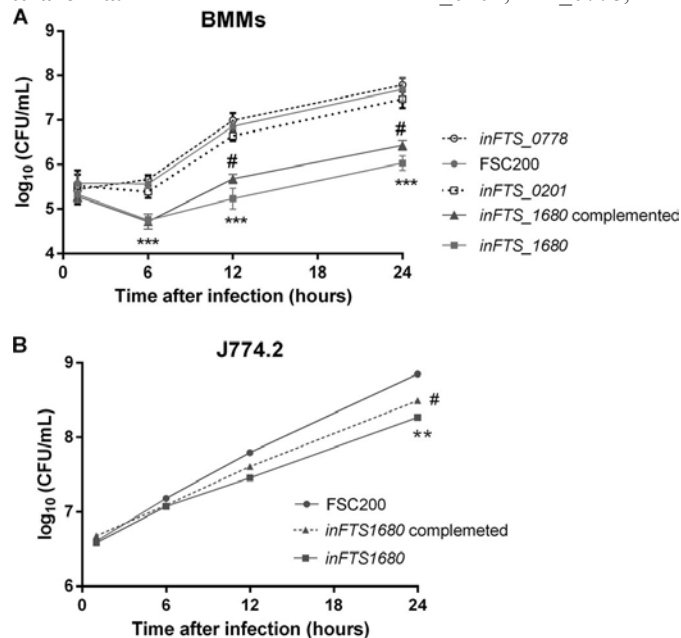 A
BMMs
log10 (CFU/mL)
9
8
7
6
5
4
#
#
***
***
***
0
6
12
18
24
Time after infection (hours)
inFTS_0778
FSC200
inFTS_0201
inFTS_1680 complemented
inFTS_1680
B
J774.2
log10 (CFU/mL)
9
8
7
6
#
**
FSC200
inFTS1680 complemeted
inFTS1680
0
6
12
18
24
Time after infection (hours)